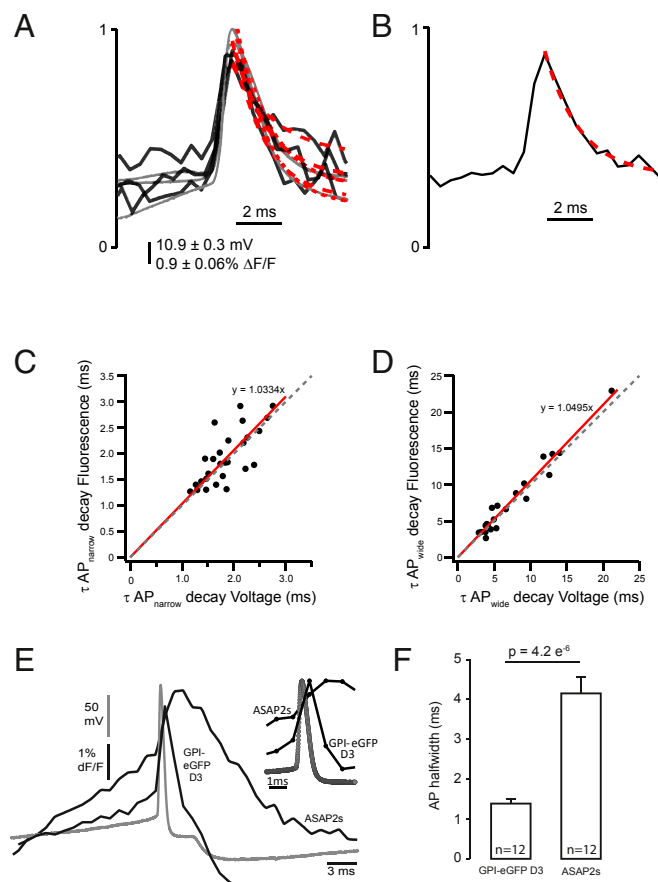 A
1
0
2 ms
10.9 ± 0.3 mV
0.9 ± 0.06% ΔF/F
B
1
0
2 ms
C
τ APnarrow decay Fluorescence (ms)
3.5
3.0
2.5
2.0
1.5
1.0
0.5
0
y = 1.0334x
0
1.0
2.0
3.0
τ APnarrow decay Voltage (ms)
D
τ APwide decay Fluorescence (ms)
25
20
15
10
5
0
y = 1.0495x
0
5
10
15
20
25
τ APwide decay Voltage (ms)
E
50
mV
1%
dF/F
GPI-
eGFP
D3
ASAP2s
3 ms
ASAP2s
GPI-eGFP
D3
1ms
F
p = 4.2 e-6
AP halfwidth (ms)
5
4
3
2
1
0
n=12
n=12
GPI-eGFP D3
ASAP2s